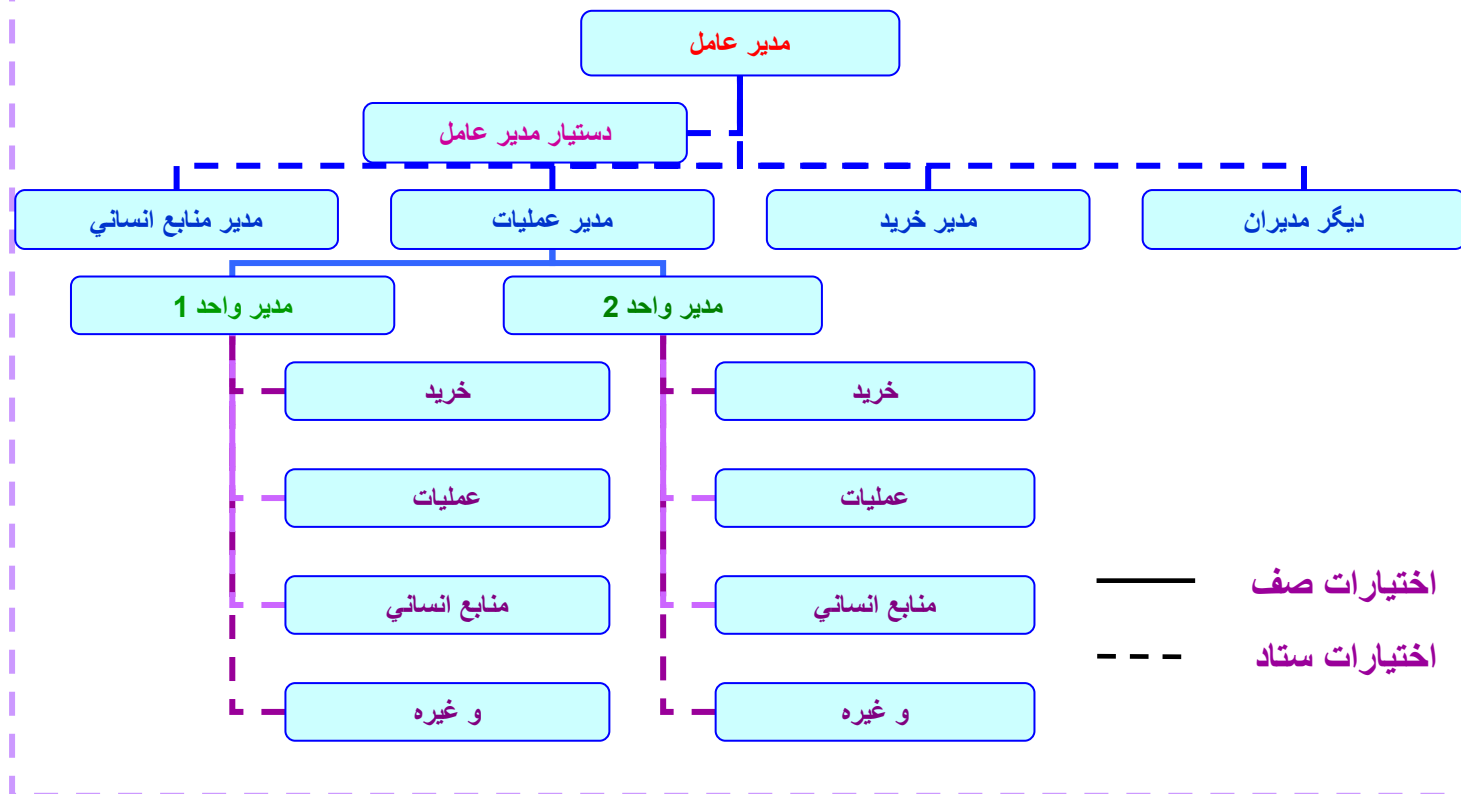 مدير عامل
دستيار مدير عامل
ديگر مديران
مدير خريد
مدير عمليات
مدير منابع انساني
مدير واحد 2
مدير واحد 1
خريد
خريد
عمليات
عمليات
منابع انساني
منابع انساني
و غيره
و غيره
اختيارات صف
اختيارات ستاد